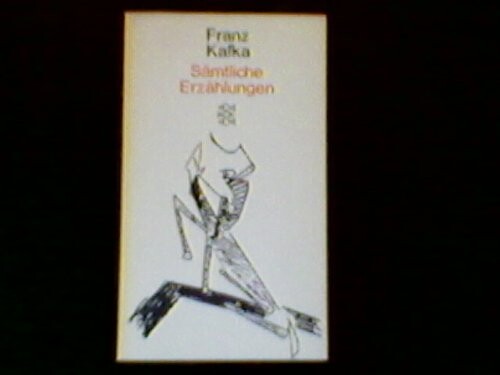 Franz
Kafka
Sämtliche
Erzählungen